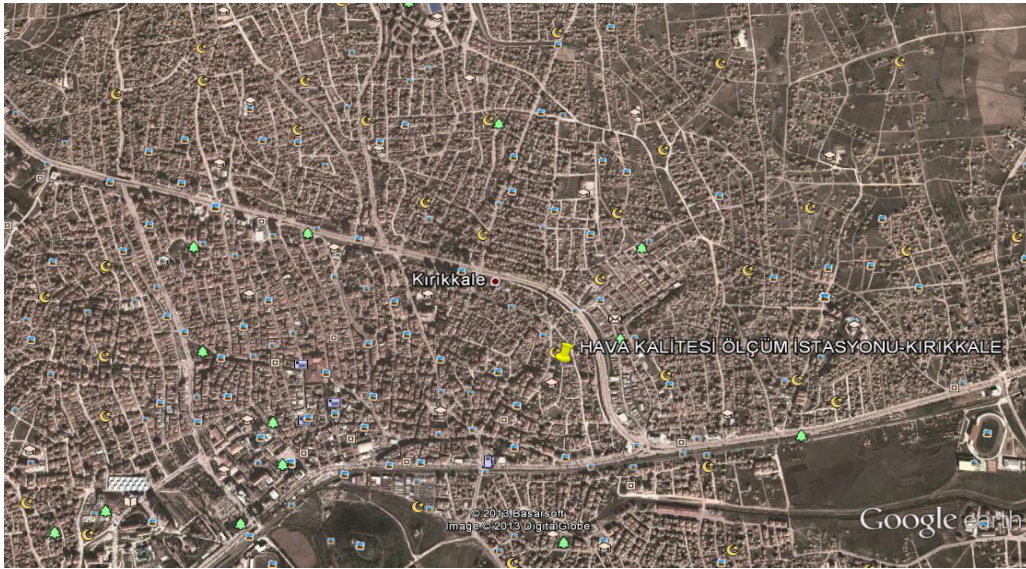 Kırıkkale
HAVA KALİTESİ ÖLÇÜM İSTASYONU-KIRIKKALE
© 2013 Basarsoft
Image © 2013 DigitalGlobe
Google earth